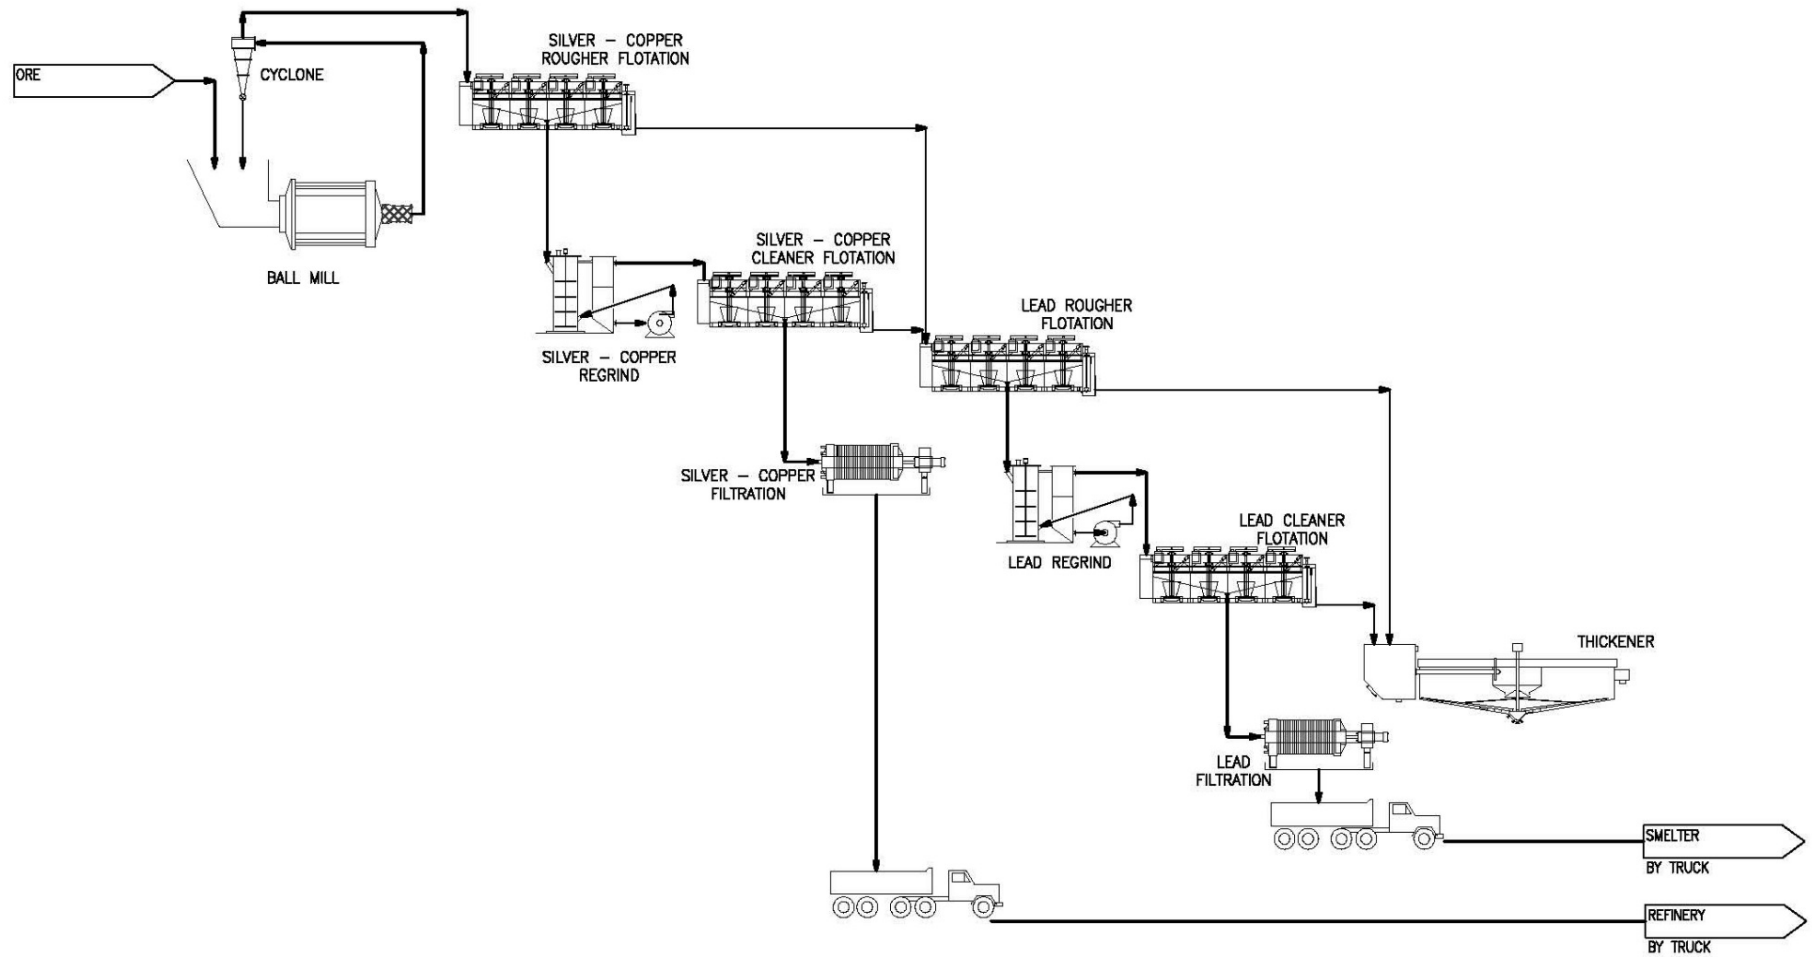 ORE
CYCLONE
BALL MILL
SILVER – COPPER
ROUGHER FLOTATION
SILVER – COPPER
REGRIND
SILVER – COPPER
CLEANER FLOTATION
SILVER – COPPER
FILTRATION
LEAD ROUGHER
FLOTATION
LEAD REGRIND
LEAD CLEANER
FLOTATION
THICKENER
LEAD
FILTRATION
SMELTER
BY TRUCK
REFINERY
BY TRUCK